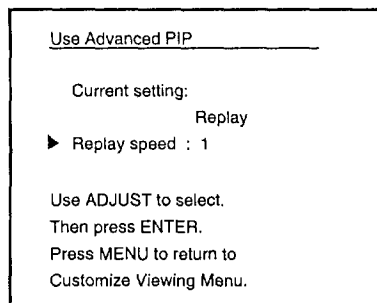 Use Advanced PIP
Current setting:
Replay
▶ Replay speed : 1
Use ADJUST to select.
Then press ENTER.
Press MENU to return to
Customize Viewing Menu.